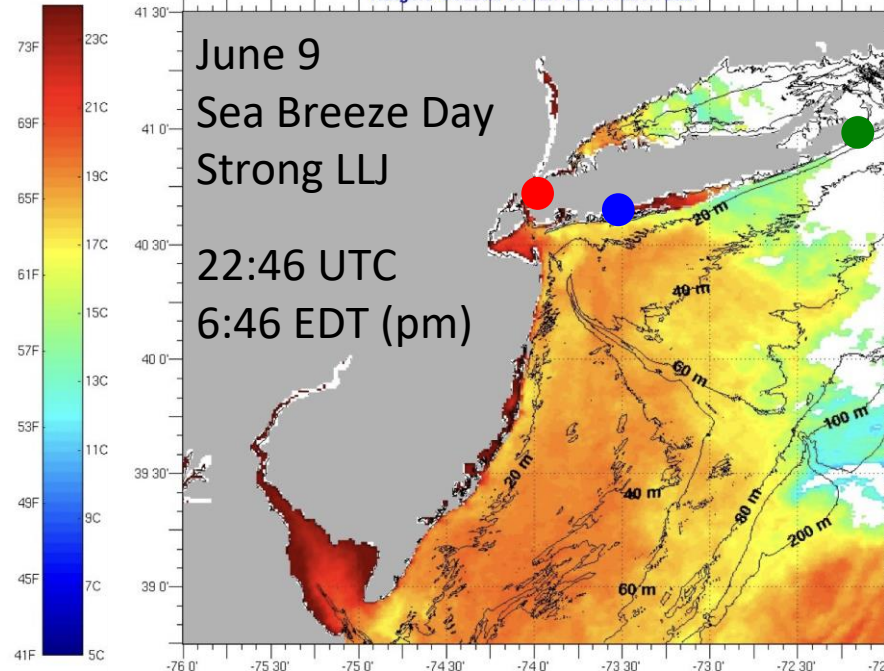 41 30'
41 0'
40 30'
40 0'
39 30'
39 0'
June 9
Sea Breeze Day
Strong LLJ
22:46 UTC
6:46 EDT (pm)
73F
69F
65F
61F
57F
53F
49F
45F
41F
23C
21C
19C
17C
15C
13C
11C
9C
7C
5C
20 m
40 m
60 m
100 m
20 m
40 m
80 m
200 m
60 m
-76 0'
-75 30'
-75 0'
-74 30'
-74 0'
-73 30'
-73 0'
-72 30'